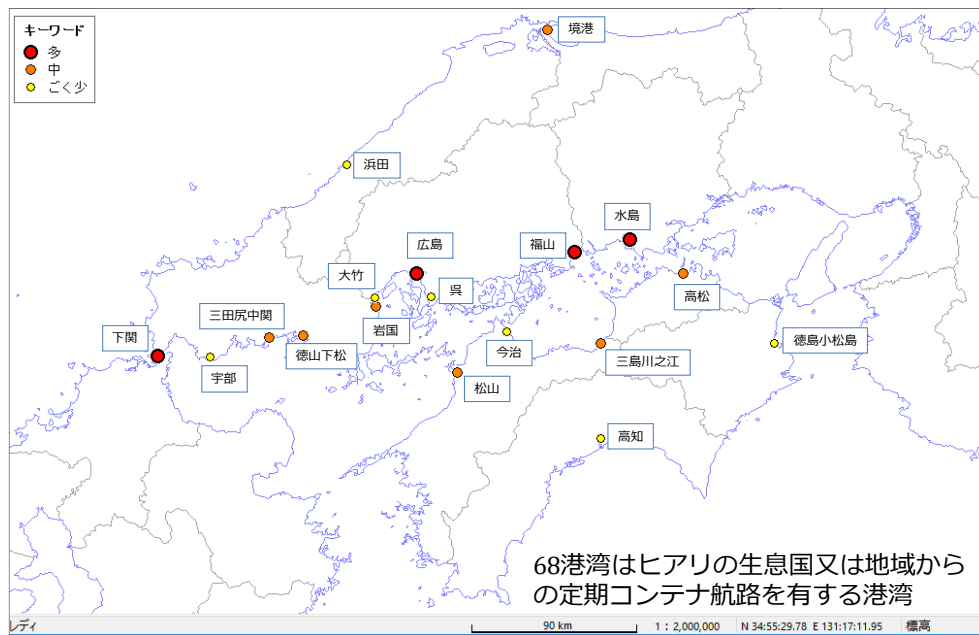 キーワード
多
中
ごく少
境港
浜田
水島
広島
福山
大竹
呉
高松
三田尻中関
岩国
下関
徳山下松
今治
徳島小松島
三島川之江
宇部
松山
高知
68港湾はヒアリの生息国又は地域から
の定期コンテナ航路を有する港湾
レディ
90 km
1 : 2,000,000
N 34:55:29.78 E 131:17:11.95
標高